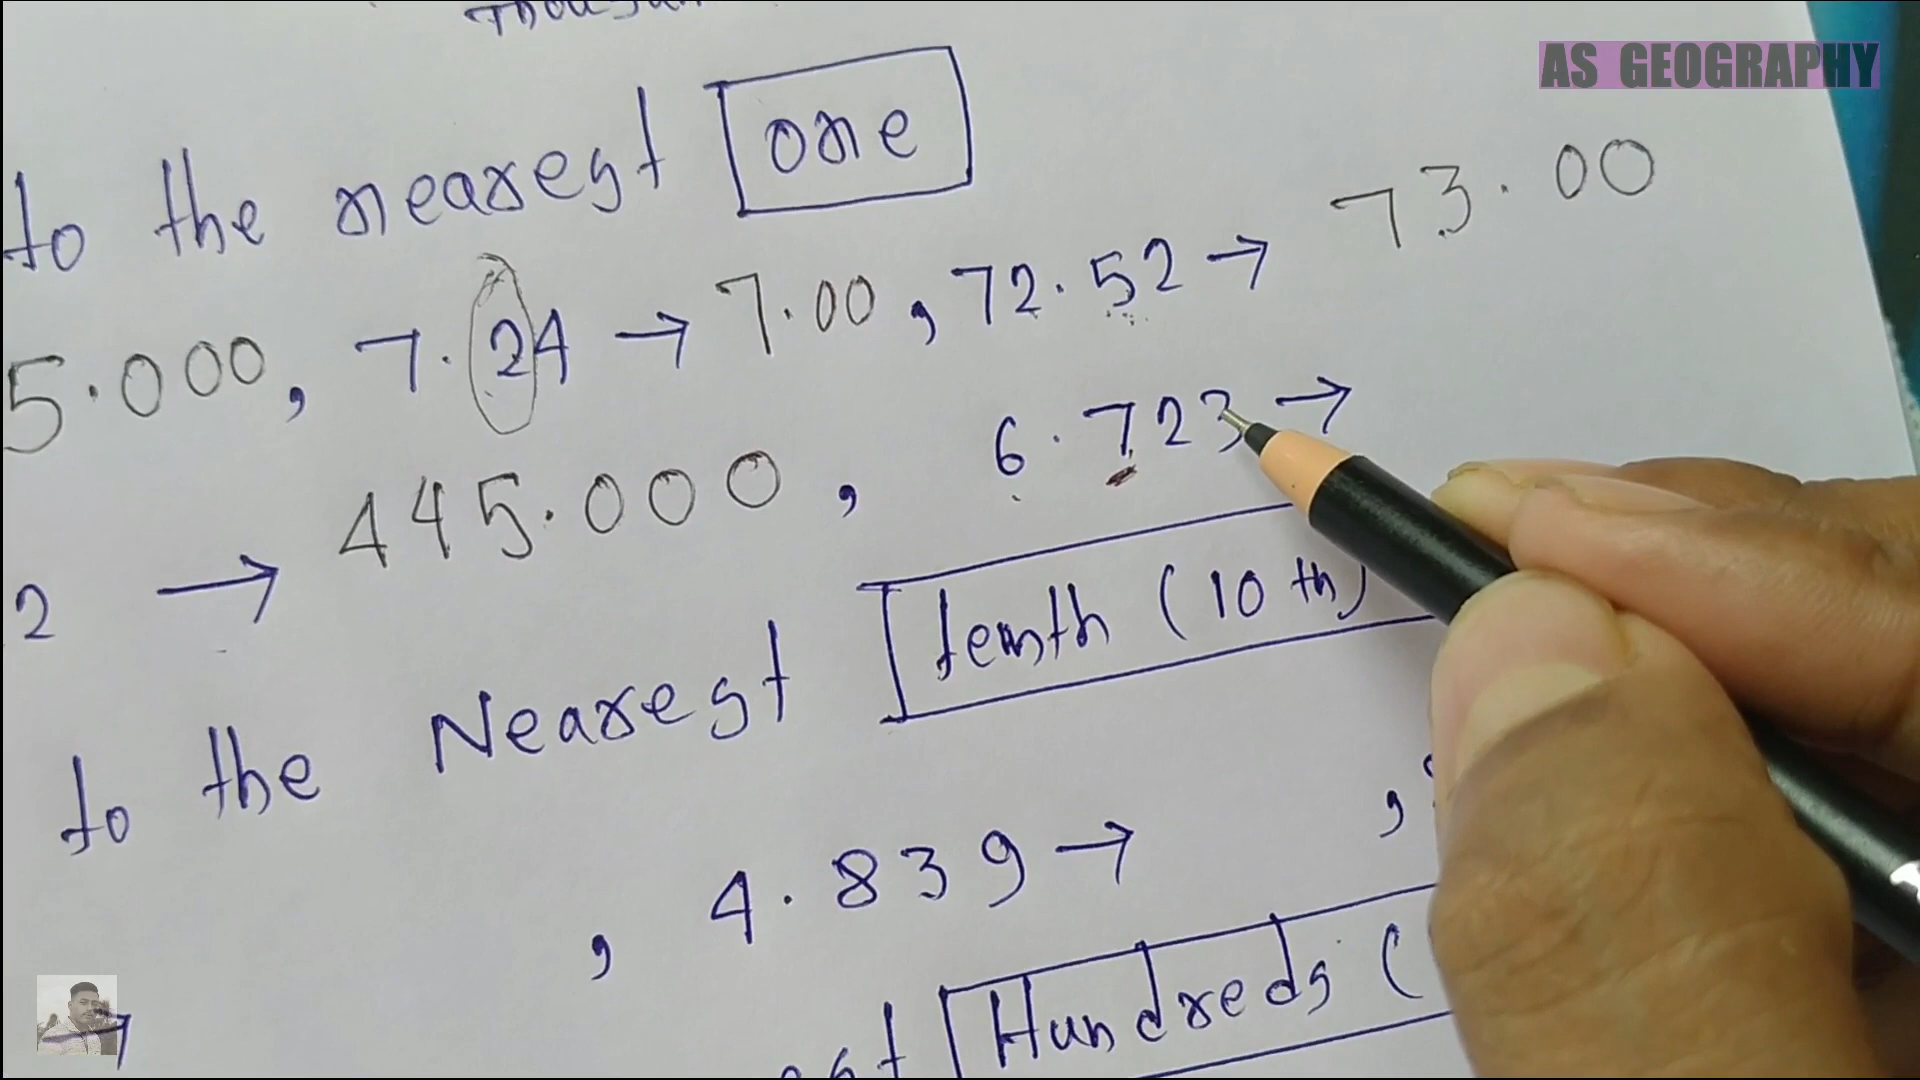 AS GEOGRAPHY
to the nearest one
5.000, 7.24 → 7.00, 72.52 → 73.00
2 → 445.000, 6.723 →
to the Nearest tenth (10 th)
, 4.839 → ,
Hundreds (